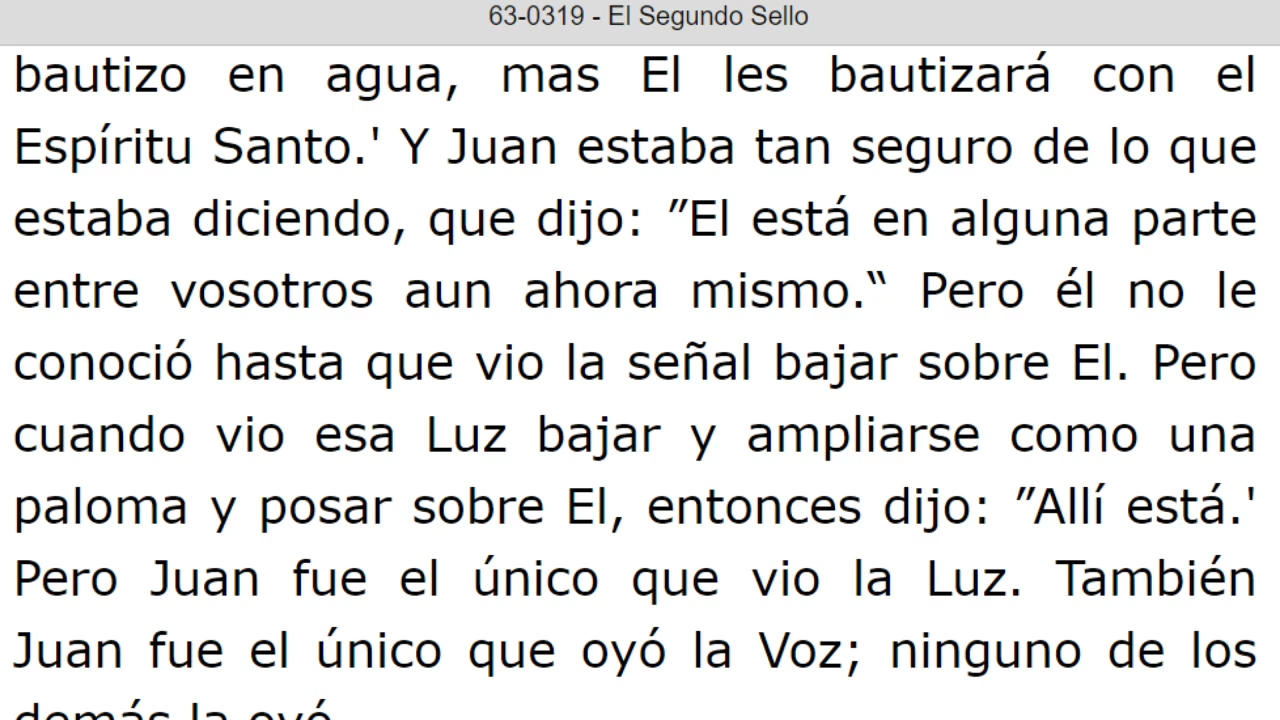 63-0319 - El Segundo Sello
bautizo en agua, mas El les bautizará con el
Espíritu Santo.' Y Juan estaba tan seguro de lo que
estaba diciendo, que dijo: ”El está en alguna parte
entre vosotros aun ahora mismo.“ Pero él no le
conoció hasta que vio la señal bajar sobre El. Pero
cuando vio esa Luz bajar y ampliarse como una
paloma y posar sobre El, entonces dijo: ”Allí está.'
Pero Juan fue el único que vio la Luz. También
Juan fue el único que oyó la Voz; ninguno de los
demás la oyó